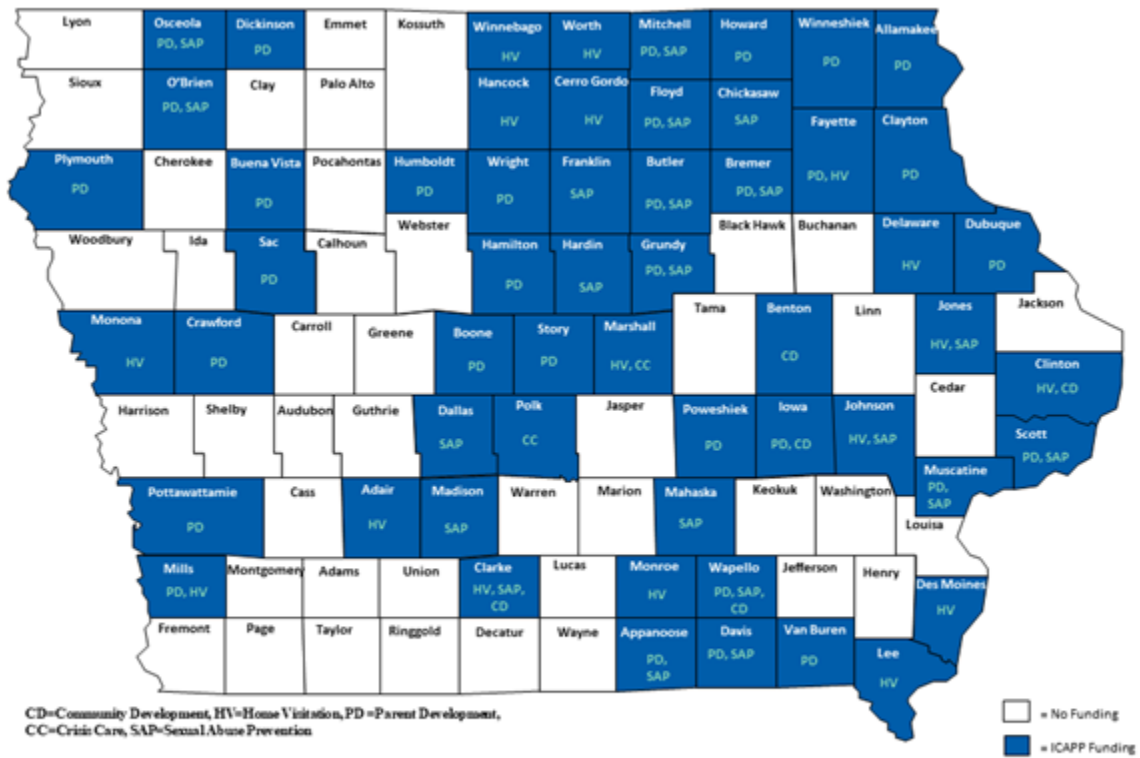 Lyon
Osceola
PD, SAP
Dickinson
PD
Emmet
Kossuth
Winnebago
HV
Worth
HV
Mitchell
PD, SAP
Howard
PD
Winneshiek
PD
Allamakee
PD
Sioux
O'Brien
PD, SAP
Clay
Palo Alto
Hancock
HV
Cerro Gordo
HV
Floyd
PD, SAP
Chickasaw
SAP
Fayette
PD, HV
Clayton
PD
Plymouth
PD
Cherokee
Buena Vista
PD
Pocahontas
Humboldt
PD
Wright
PD
Franklin
SAP
Butler
PD, SAP
Bremer
PD, SAP
Woodbury
Ida
Sac
PD
Calhoun
Webster
Hamilton
PD
Hardin
SAP
Grundy
PD, SAP
Black Hawk
Buchanan
Delaware
HV
Dubuque
PD
Monona
HV
Crawford
PD
Carroll
Greene
Boone
PD
Story
PD
Marshall
HV, CC
Tama
Benton
CD
Linn
Jones
HV, SAP
Jackson
Clinton
HV, CD
Harrison
Shelby
Audubon
Guthrie
Dallas
SAP
Polk
CC
Jasper
Poweshiek
PD
Iowa
PD, CD
Johnson
HV, SAP
Cedar
Scott
PD, SAP
Muscatine
PD,
SAP
Pottawattamie
PD
Cass
Adair
HV
Madison
SAP
Warren
Marion
Mahaska
SAP
Keokuk
Washington
Louisa
Mills
PD, HV
Montgomery
Adams
Union
Clarke
HV, SAP,
CD
Lucas
Monroe
HV
Wapello
PD, SAP,
CD
Jefferson
Henry
Des Moines
HV
Fremont
Page
Taylor
Ringgold
Decatur
Wayne
Appanoose
PD,
SAP
Davis
PD, SAP
Van Buren
PD
Lee
HV
CD=Community Development, HV=Home Visitation, PD =Parent Development,
CC=Crisis Care, SAP=Sexual Abuse Prevention
= No Funding
= ICAPP Funding